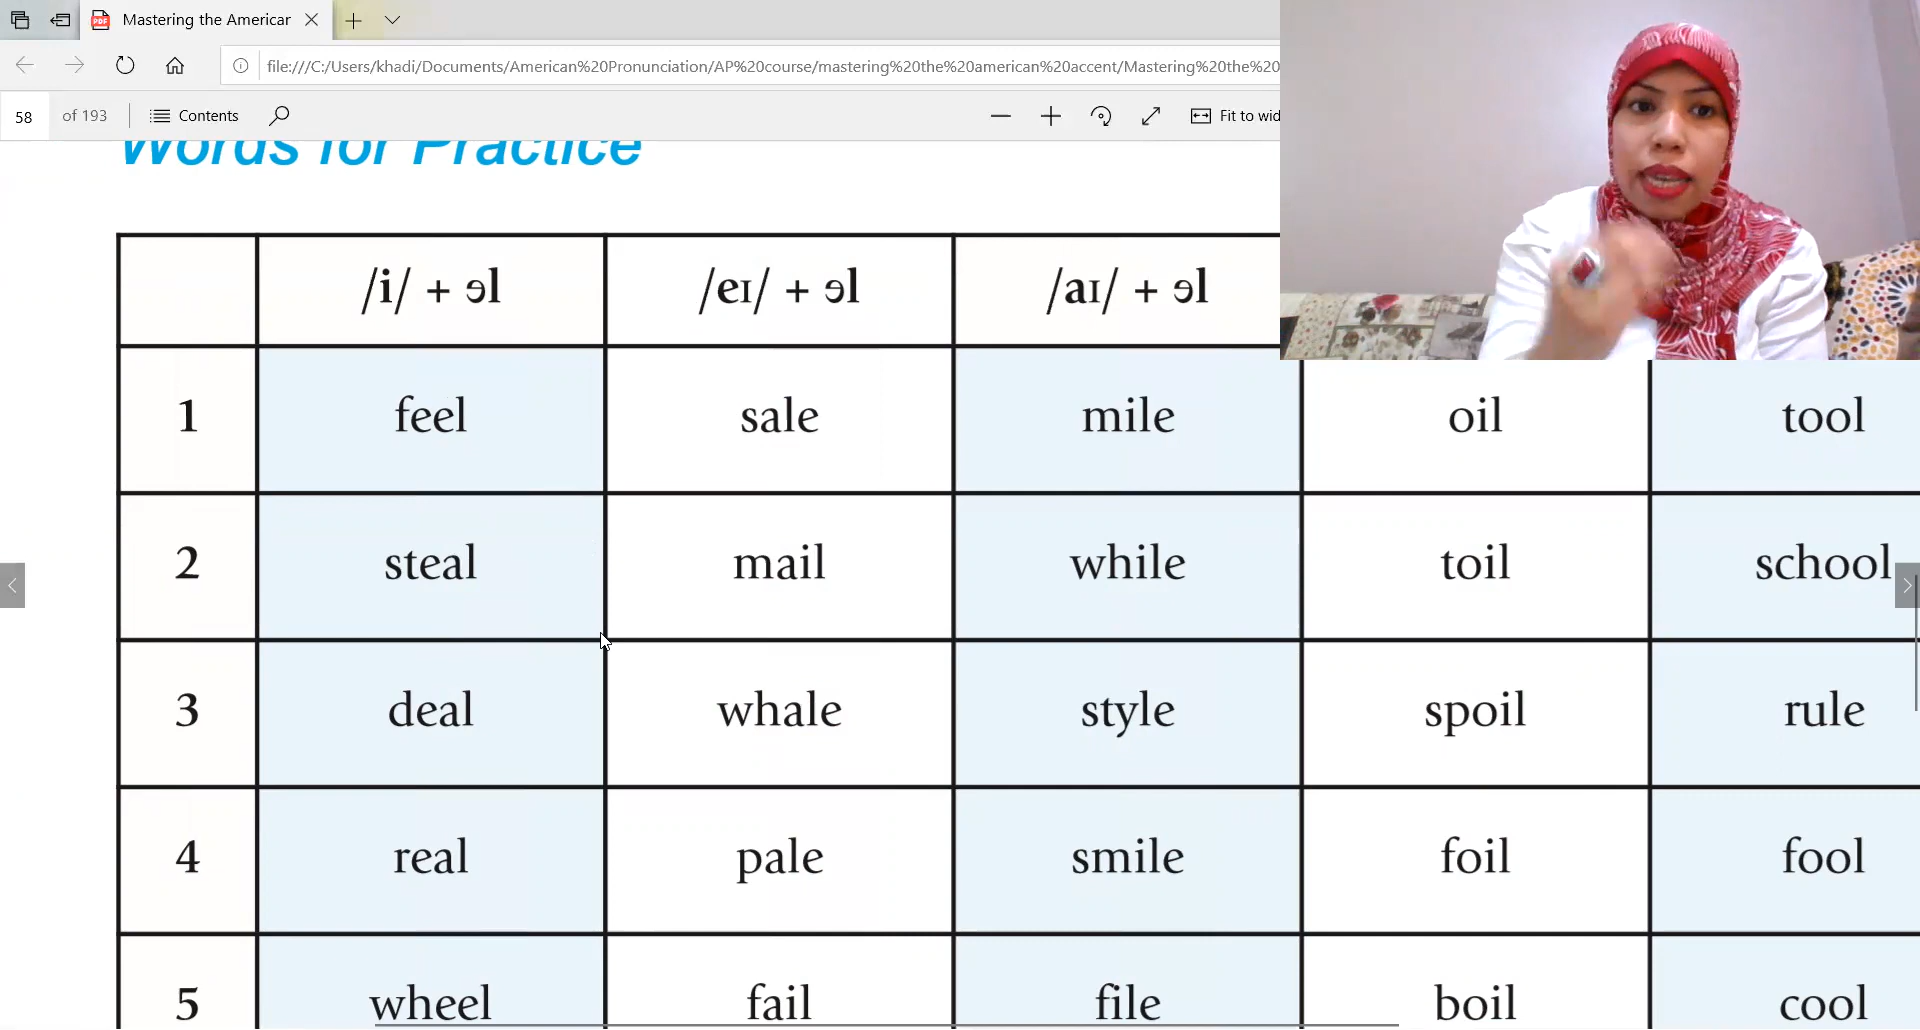 Mastering the Americar
file:///C:/Users/khadi/Documents/American%20Pronunciation/AP%20course/mastering%20the%20american%20accent/Mastering%20the%20
58 of 193 Contents Fit to wid
Words for Practice
/i/ + əl /eɪ/ + əl /aɪ/ + əl
1 feel sale mile oil tool
2 steal mail while toil school
3 deal whale style spoil rule
4 real pale smile foil fool
5 wheel fail file boil cool